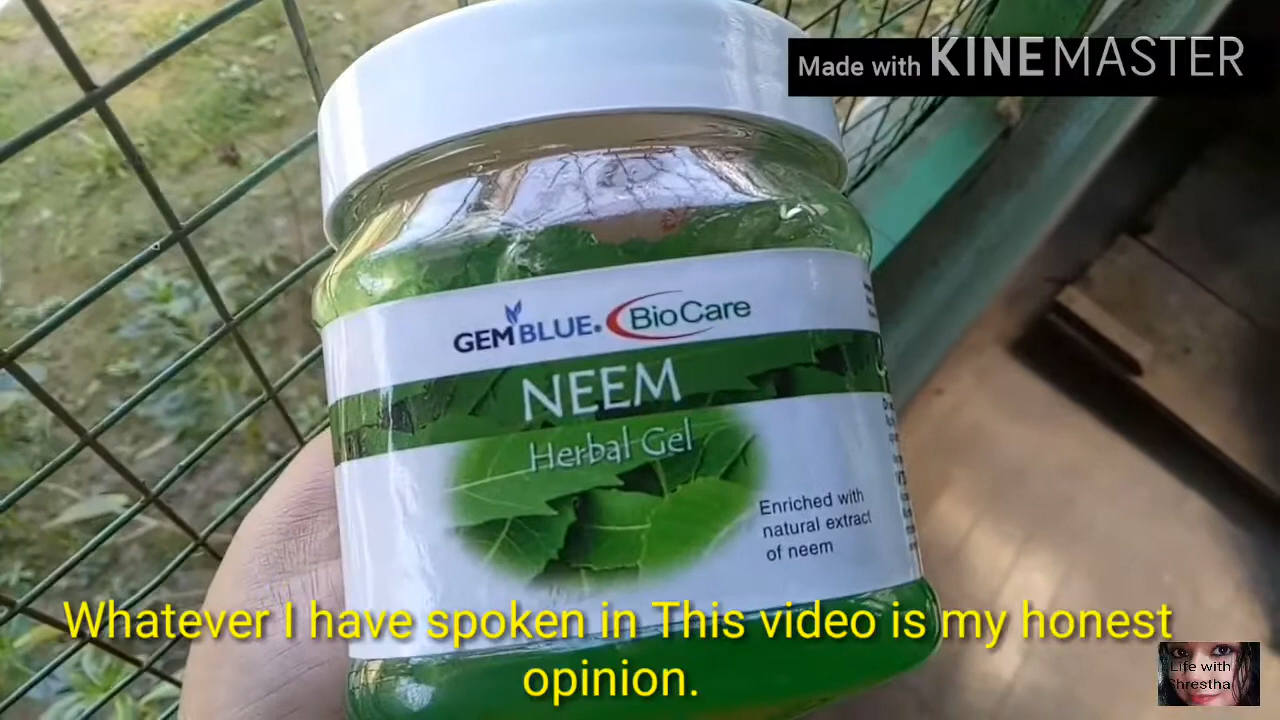 Made with KINEMASTER
GEMBLUE. BioCare
NEEM
Herbal Gel
Enriched with
natural extract
of neem
Whatever I have spoken in This video is my honest
opinion.
Life with
Shrestha